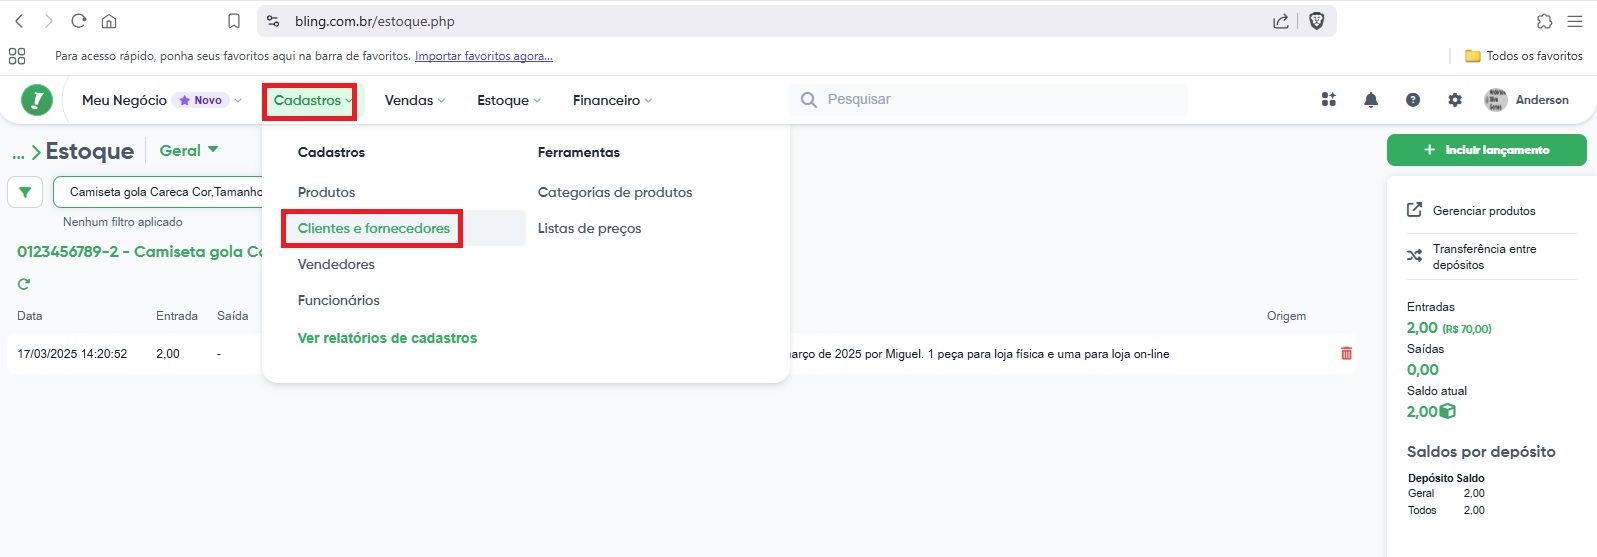 bling.com.br/estoque.php
Para acesso rápido, ponha seus favoritos aqui na barra de favoritos. Importar favoritos agora...
Todos os favoritos
Meu Negócio Novo Cadastros Vendas Estoque Financeiro Pesquisar Anderson
Cadastros Ferramentas
Produtos Categorias de produtos
Clientes e fornecedores Listas de preços
Vendedores
Funcionários
Ver relatórios de cadastros
... Estoque Geral
Camiseta gola Careca Cor,Tamanho
Nenhum filtro aplicado
0123456789-2 - Camiseta gola
Data Entrada Saída Origem
17/03/2025 14:20:52 2,00 - de 2025 por Miguel. 1 peça para loja física e uma para loja on-line
+ Incluir lançamento
Gerenciar produtos
Transferência entre
depósitos
Entradas
2,00 (R$ 70,00)
Saídas
0,00
Saldo atual
2,00
Saldos por depósito
Depósito Saldo
Geral 2,00
Todos 2,00